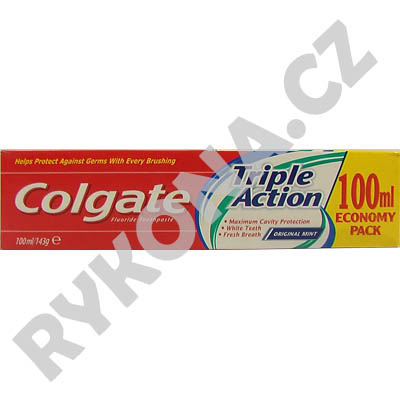 Helps Protect Against Germs With Every Brushing
Colgate
Fluoride Toothpaste
100ml/143g e
Triple
Action
• Maximum Cavity Protection
• White Teeth
• Fresh Breath
ORIGINAL MINT
100ml
ECONOMY
PACK
RYKONA.CZ